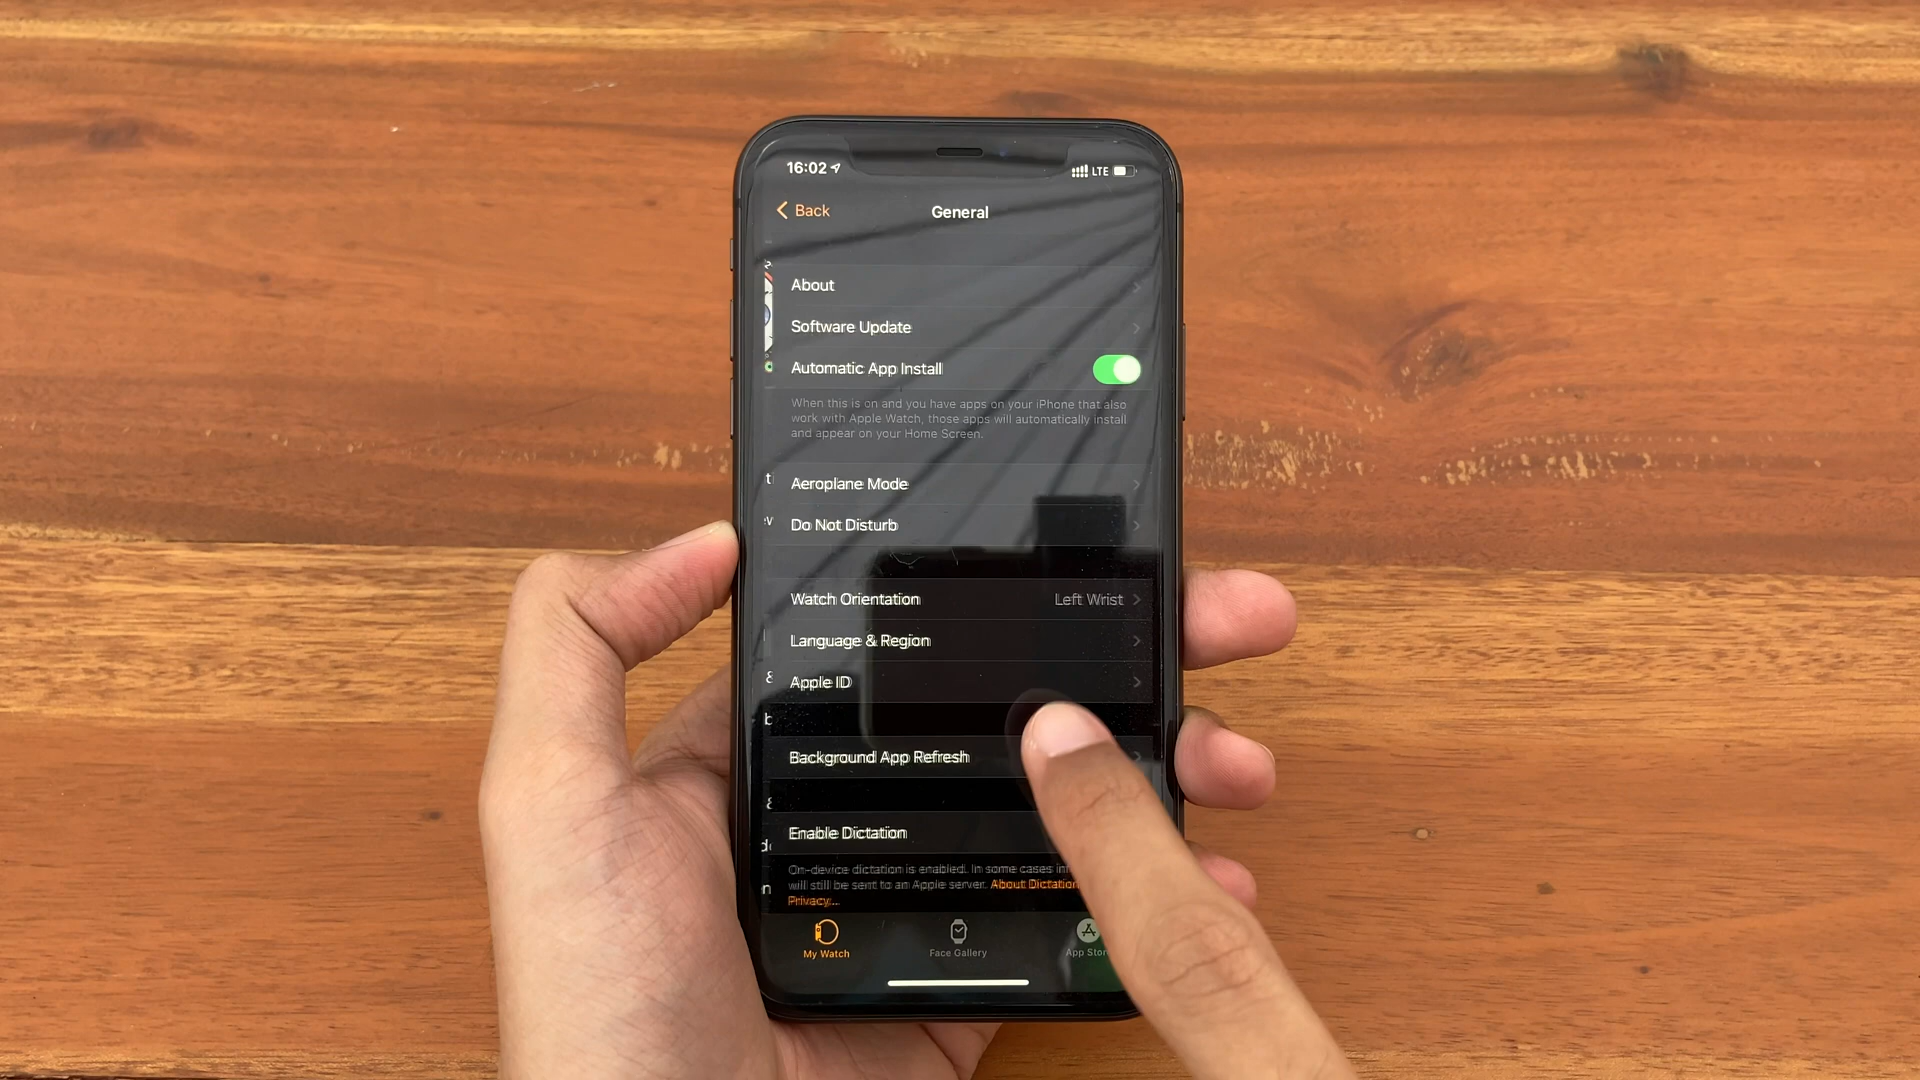 16:02
LTE
Back
General
About
Software Update
Automatic App Install
When this is on and you have apps on your iPhone that also
work with Apple Watch, those apps will automatically install
and appear on your Home Screen.
Aeroplane Mode
Do Not Disturb
Watch Orientation Left Wrist
Language & Region
Apple ID
Background App Refresh
Enable Dictation
On-device dictation is enabled. In some cases
will still be sent to an Apple server. About Dictation
Privacy...
My Watch
Face Gallery
App Store